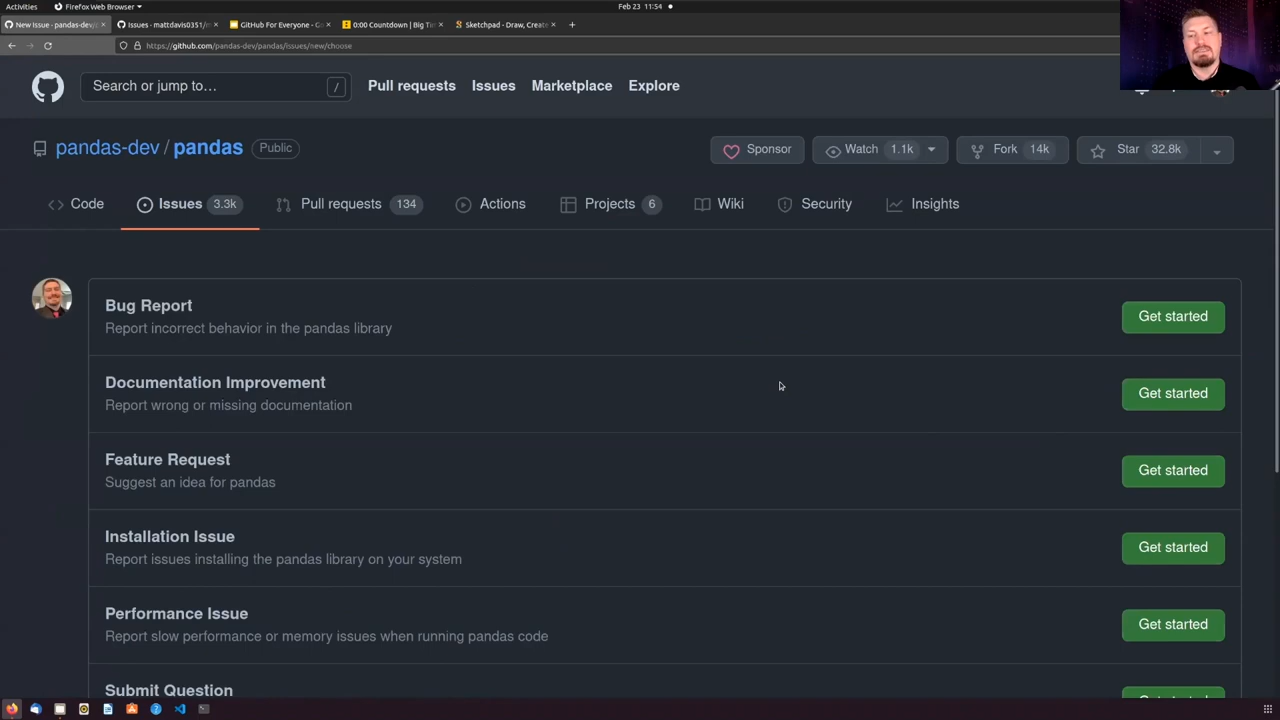 Activities
Firefox Web Browser
Feb 23 11:54
New Issue · pandas-dev/
Issues · mattdavis0351/
GitHub For Everyone - Go
0:00 Countdown | Big Ti
Sketchpad - Draw, Create
https://github.com/pandas-dev/pandas/issues/new/choose
Search or jump to…
/
Pull requests
Issues
Marketplace
Explore
pandas-dev / pandas
Public
Sponsor
Watch 1.1k
Fork 14k
Star 32.8k
Code
Issues 3.3k
Pull requests 134
Actions
Projects 6
Wiki
Security
Insights
Bug Report
Report incorrect behavior in the pandas library
Get started
Documentation Improvement
Report wrong or missing documentation
Get started
Feature Request
Suggest an idea for pandas
Get started
Installation Issue
Report issues installing the pandas library on your system
Get started
Performance Issue
Report slow performance or memory issues when running pandas code
Get started
Submit Question